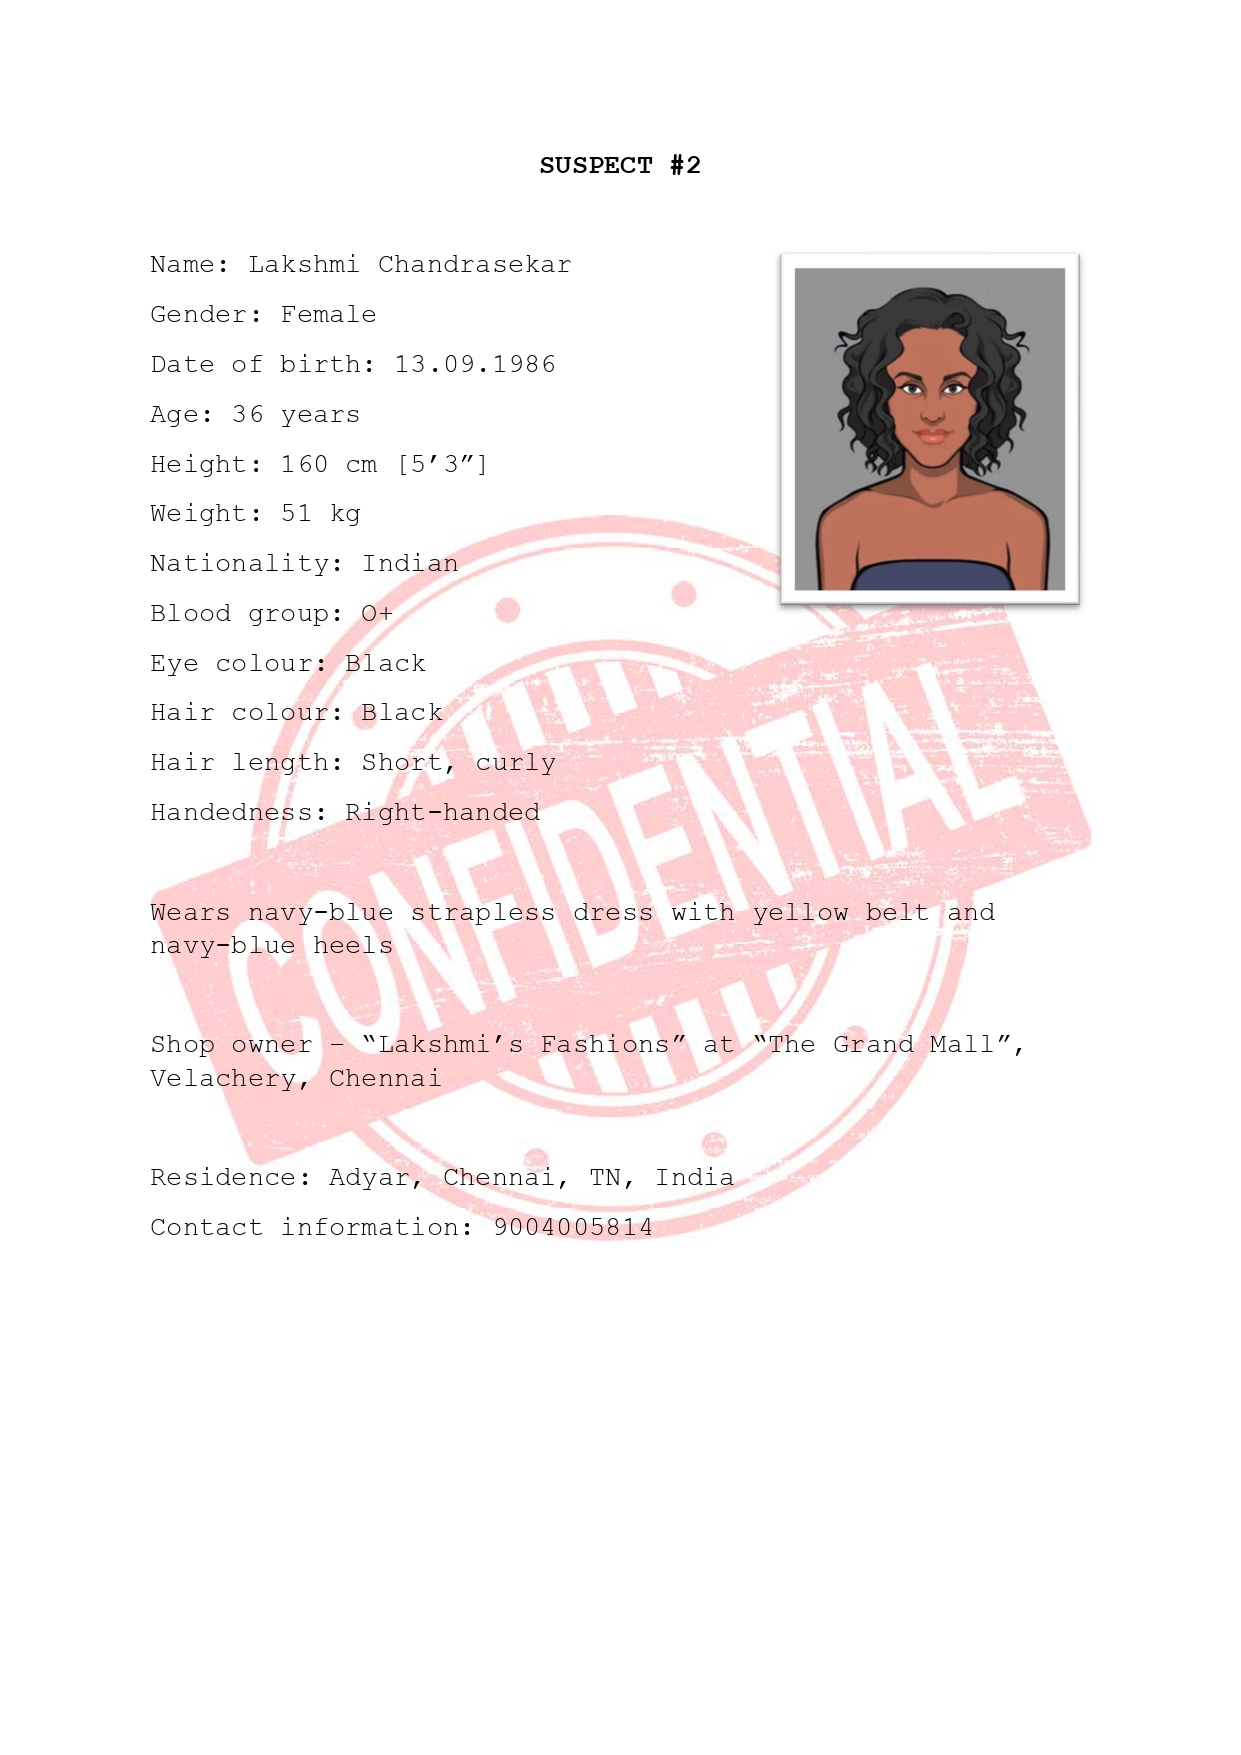 SUSPECT #2
Name: Lakshmi Chandrasekar
Gender: Female
Date of birth: 13.09.1986
Age: 36 years
Height: 160 cm [5’3”]
Weight: 51 kg
Nationality: Indian
Blood group: O+
Eye colour: Black
Hair colour: Black
Hair length: Short, curly
Handedness: Right-handed
CONFIDENTIAL
Wears navy-blue strapless dress with yellow belt and
navy-blue heels
Shop owner – “Lakshmi’s Fashions” at “The Grand Mall”,
Velachery, Chennai
Residence: Adyar, Chennai, TN, India
Contact information: 9004005814